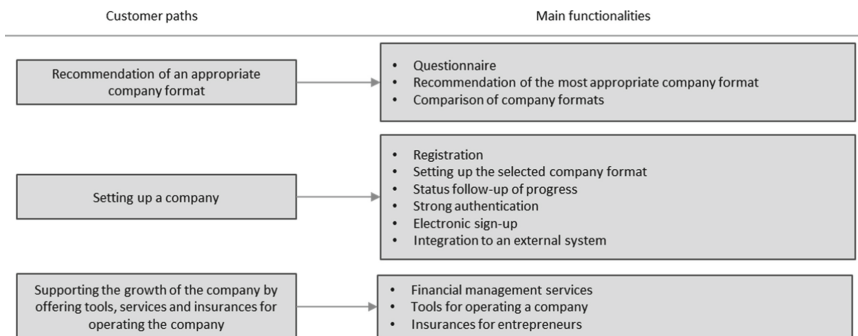 Customer paths
Main functionalities
Recommendation of an appropriate
company format
• Questionnaire
• Recommendation of the most appropriate company format
• Comparison of company formats
Setting up a company
• Registration
• Setting up the selected company format
• Status follow-up of progress
• Strong authentication
• Electronic sign-up
• Integration to an external system
Supporting the growth of the company by
offering tools, services and insurances for
operating the company
• Financial management services
• Tools for operating a company
• Insurances for entrepreneurs